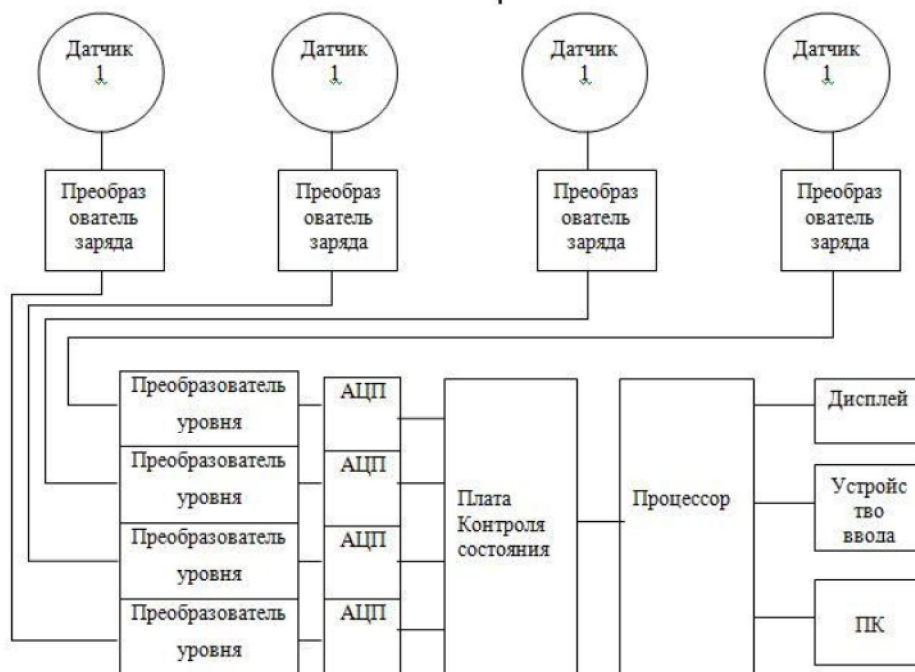 Датчик
1
Датчик
1
Датчик
1
Датчик
1
Преобраз
ователь
заряда
Преобраз
ователь
заряда
Преобраз
ователь
заряда
Преобраз
ователь
заряда
Преобразователь
уровня
АЦП
Преобразователь
уровня
АЦП
Преобразователь
уровня
АЦП
Преобразователь
уровня
АЦП
Плата
Контроля
состояния
Процессор
Дисплей
Устройс
тво
ввода
ПК